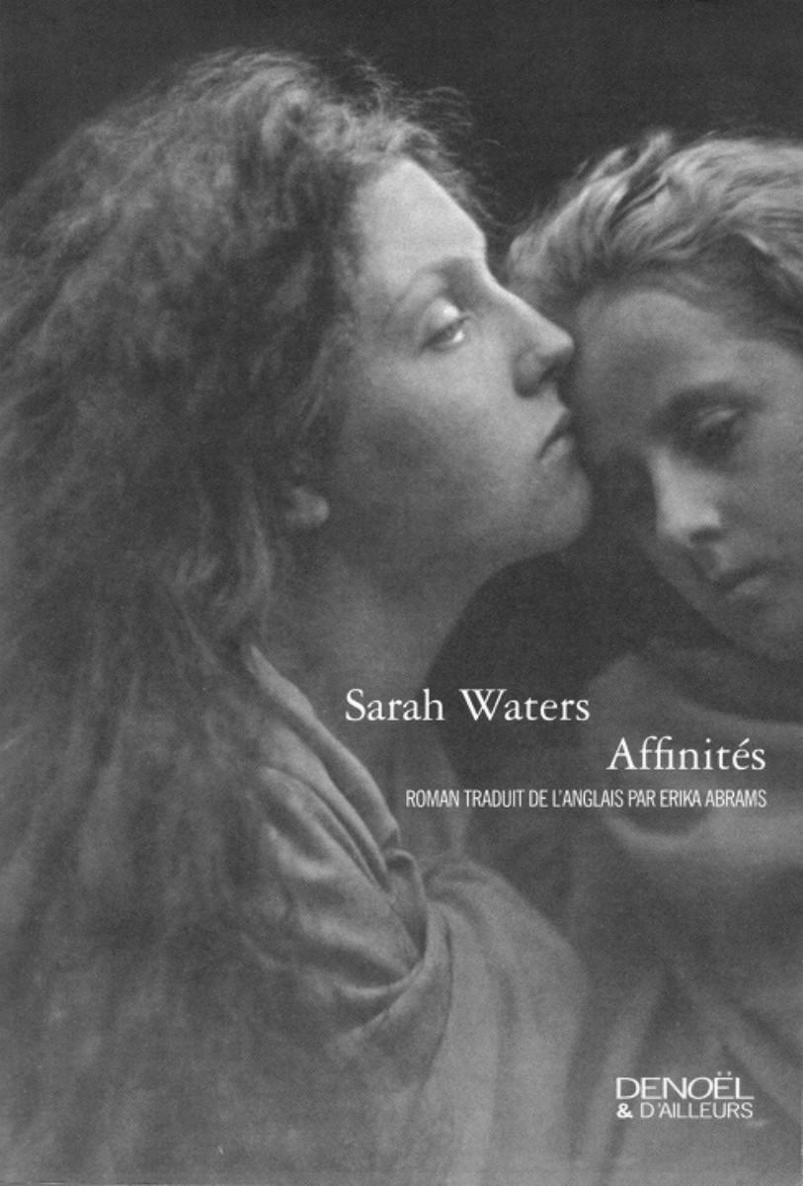 Sarah Waters
Affinités
ROMAN TRADUIT DE L'ANGLAIS PAR ERIKA ABRAMS
DENOËL
& D'AILLEURS